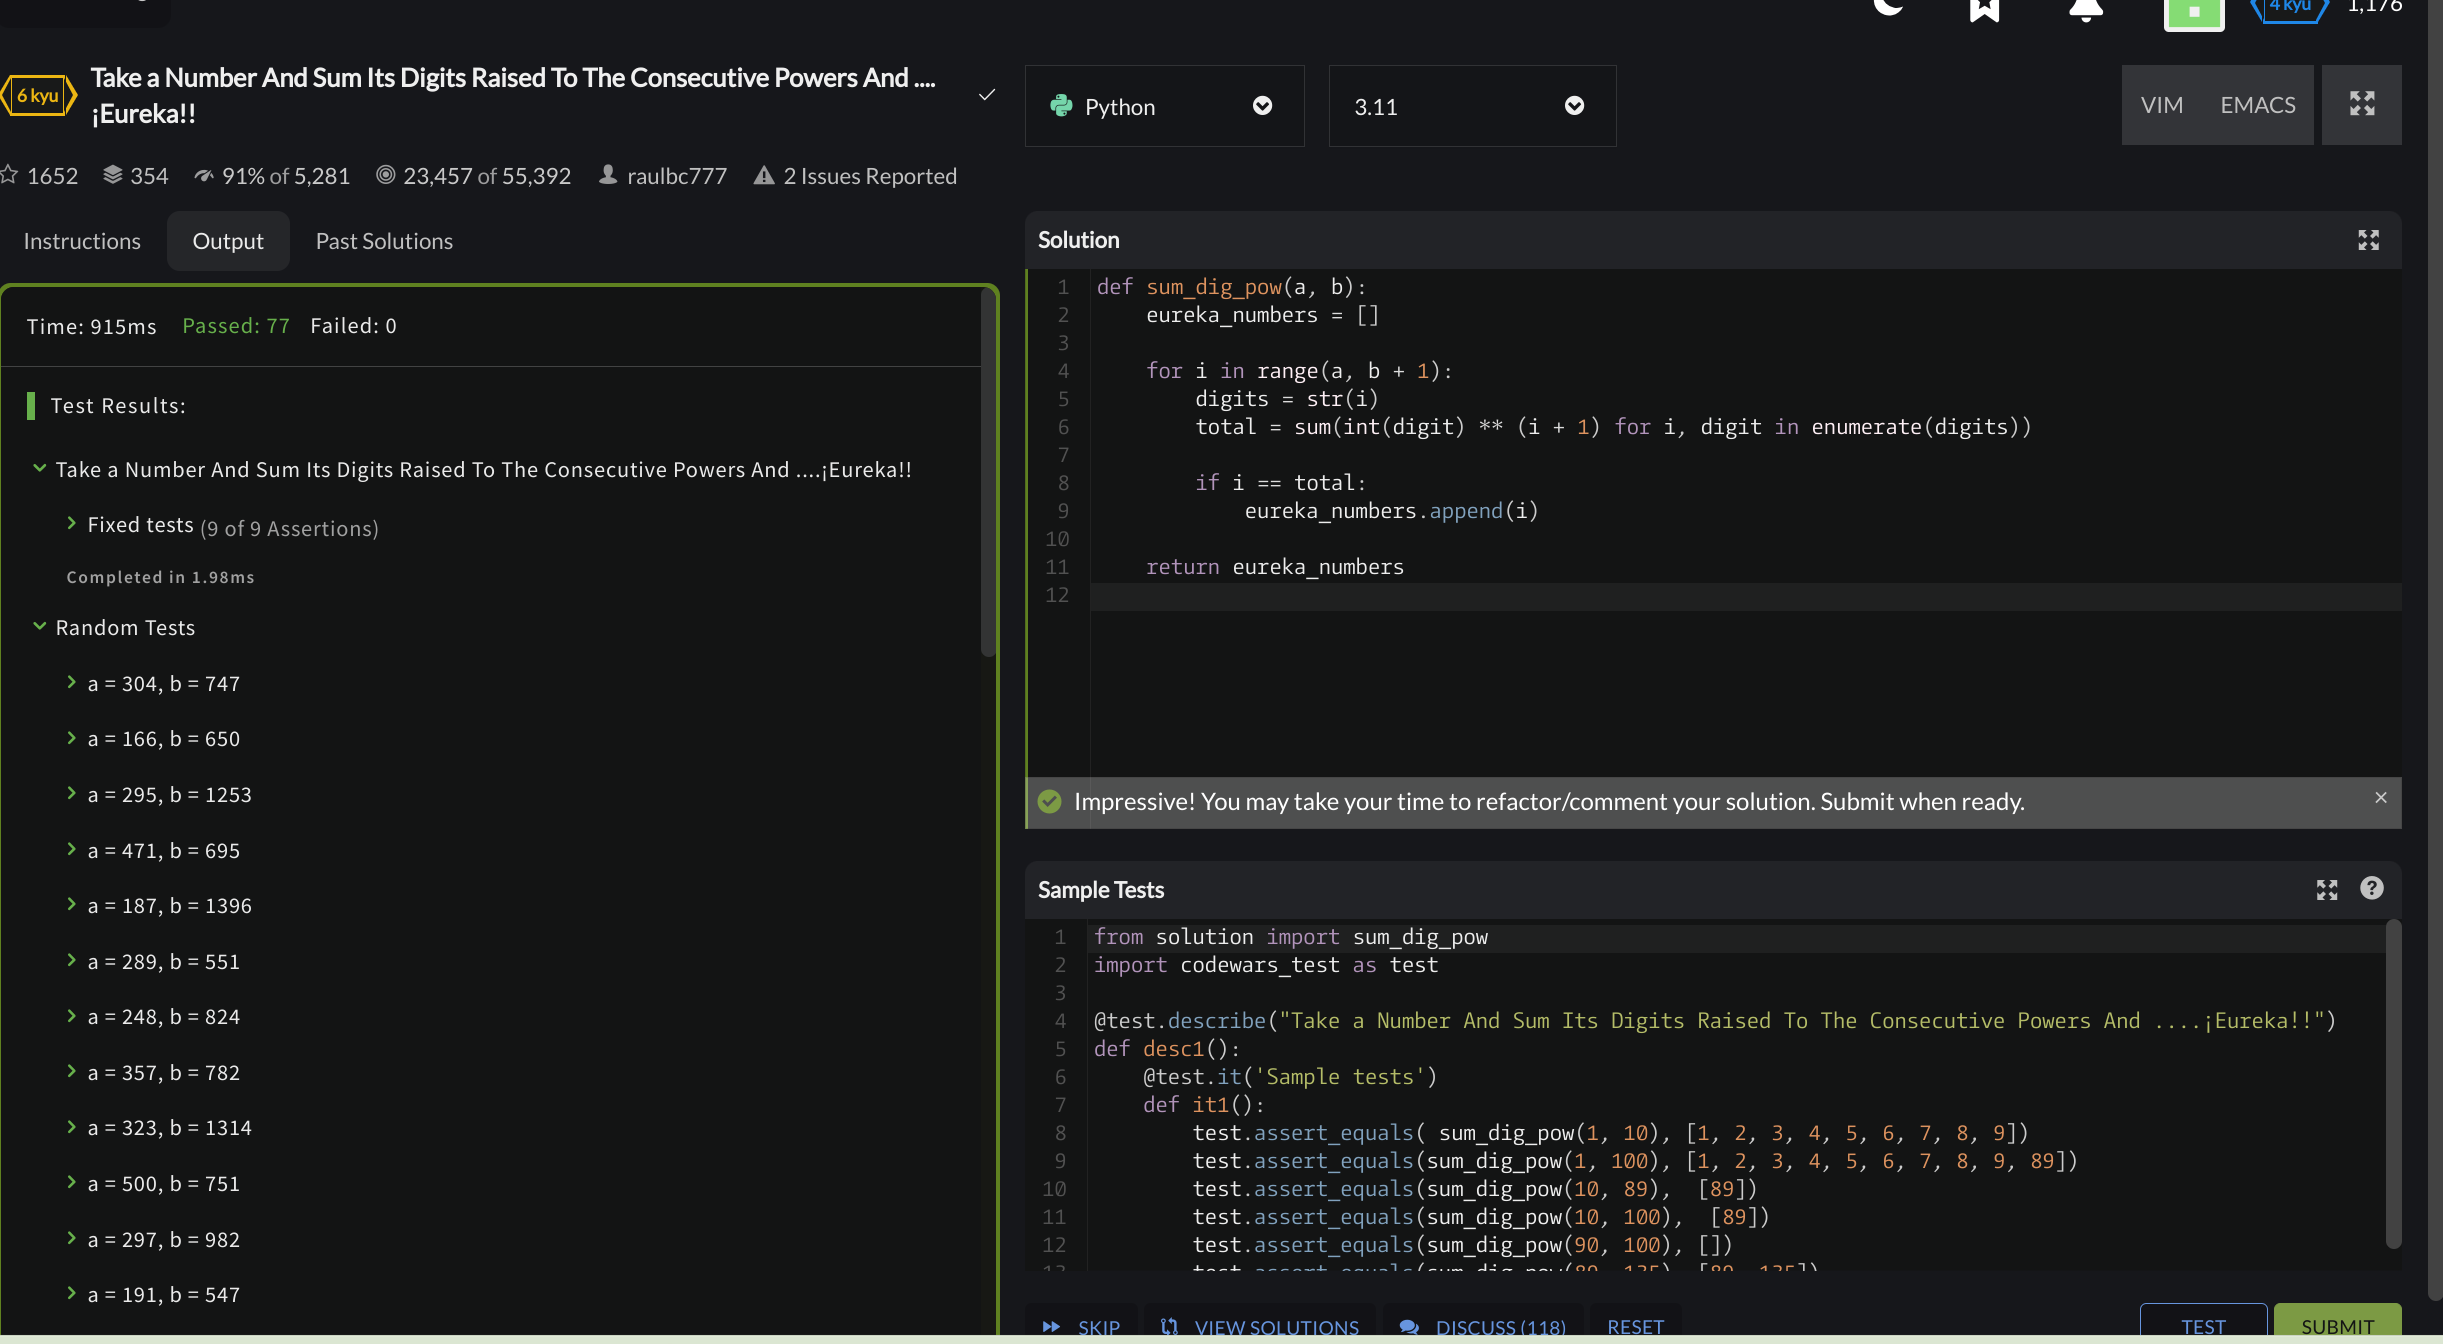 4 kyu 1,176
6 kyu
Take a Number And Sum Its Digits Raised To The Consecutive Powers And ....
¡Eureka!!
1652 354 91% of 5,281 23,457 of 55,392 raulbc777 2 Issues Reported
Instructions Output Past Solutions
Time: 915ms Passed: 77 Failed: 0
Test Results:
Take a Number And Sum Its Digits Raised To The Consecutive Powers And ....¡Eureka!!
Fixed tests (9 of 9 Assertions)
Completed in 1.98ms
Random Tests
a = 304, b = 747
a = 166, b = 650
a = 295, b = 1253
a = 471, b = 695
a = 187, b = 1396
a = 289, b = 551
a = 248, b = 824
a = 357, b = 782
a = 323, b = 1314
a = 500, b = 751
a = 297, b = 982
a = 191, b = 547
Python 3.11 VIM EMACS
Solution
1 def sum_dig_pow(a, b):
2     eureka_numbers = []
3
4     for i in range(a, b + 1):
5         digits = str(i)
6         total = sum(int(digit) ** (i + 1) for i, digit in enumerate(digits))
7
8         if i == total:
9             eureka_numbers.append(i)
10
11     return eureka_numbers
12
Impressive! You may take your time to refactor/comment your solution. Submit when ready.
Sample Tests
1 from solution import sum_dig_pow
2 import codewars_test as test
3
4 @test.describe("Take a Number And Sum Its Digits Raised To The Consecutive Powers And ....¡Eureka!!")
5 def desc1():
6     @test.it('Sample tests')
7     def it1():
8         test.assert_equals( sum_dig_pow(1, 10), [1, 2, 3, 4, 5, 6, 7, 8, 9])
9         test.assert_equals(sum_dig_pow(1, 100), [1, 2, 3, 4, 5, 6, 7, 8, 9, 89])
10         test.assert_equals(sum_dig_pow(10, 89),  [89])
11         test.assert_equals(sum_dig_pow(10, 100),  [89])
12         test.assert_equals(sum_dig_pow(90, 100), [])
13         test.assert_equals(sum_dig_pow(89, 135), [89, 135])
SKIP VIEW SOLUTIONS DISCUSS (118) RESET TEST SUBMIT